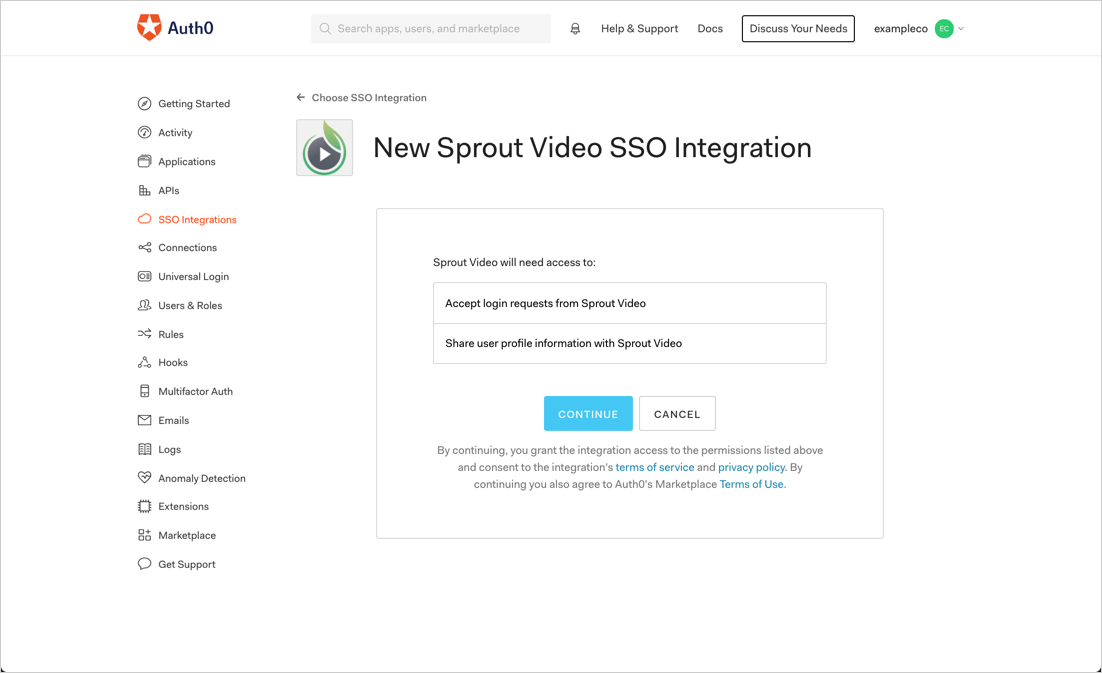 Auth0
Search apps, users, and marketplace
Help & Support
Docs
Discuss Your Needs
exampleco
EC
Getting Started
Activity
Applications
APIs
SSO Integrations
Connections
Universal Login
Users & Roles
Rules
Hooks
Multifactor Auth
Emails
Logs
Anomaly Detection
Extensions
Marketplace
Get Support
Choose SSO Integration
New Sprout Video SSO Integration
Sprout Video will need access to:
Accept login requests from Sprout Video
Share user profile information with Sprout Video
CONTINUE
CANCEL
By continuing, you grant the integration access to the permissions listed above
and consent to the integration's terms of service and privacy policy. By
continuing you also agree to Auth0's Marketplace Terms of Use.